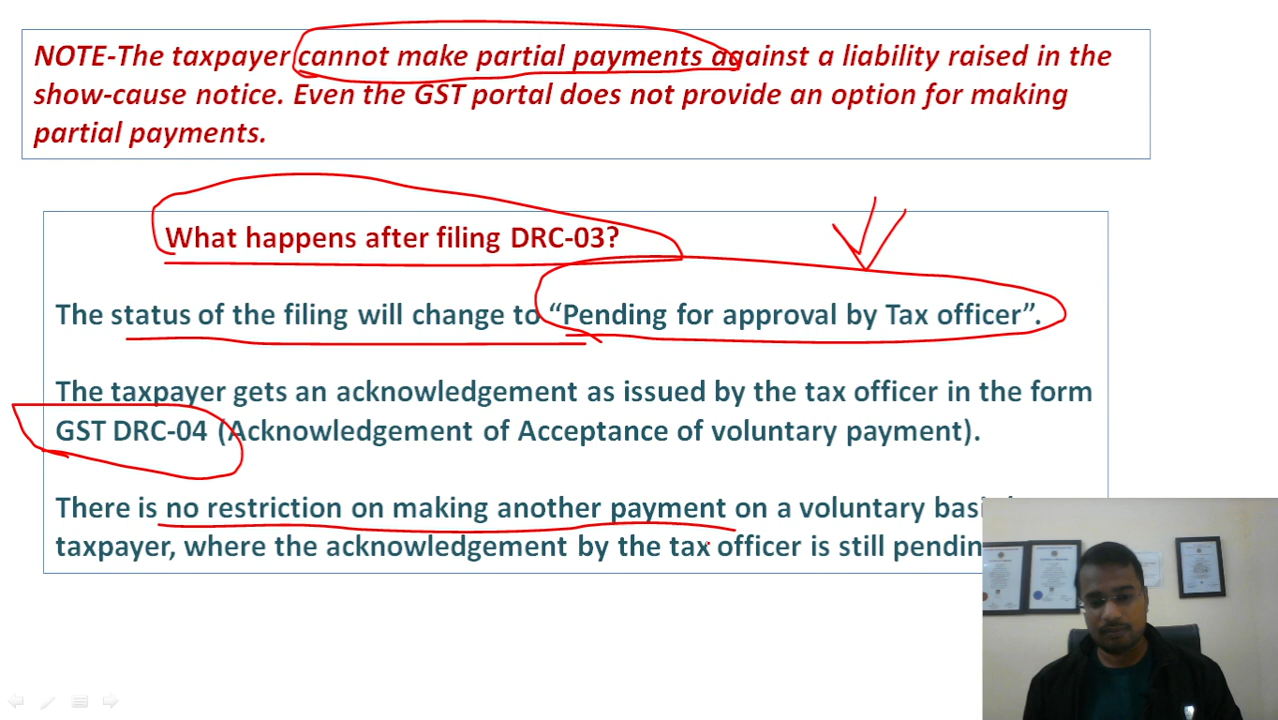 NOTE-The taxpayer cannot make partial payments against a liability raised in the
show-cause notice. Even the GST portal does not provide an option for making
partial payments.
What happens after filing DRC-03?
The status of the filing will change to “Pending for approval by Tax officer”.
The taxpayer gets an acknowledgement as issued by the tax officer in the form
GST DRC-04 (Acknowledgement of Acceptance of voluntary payment).
There is no restriction on making another payment on a voluntary
taxpayer, where the acknowledgement by the tax officer is still